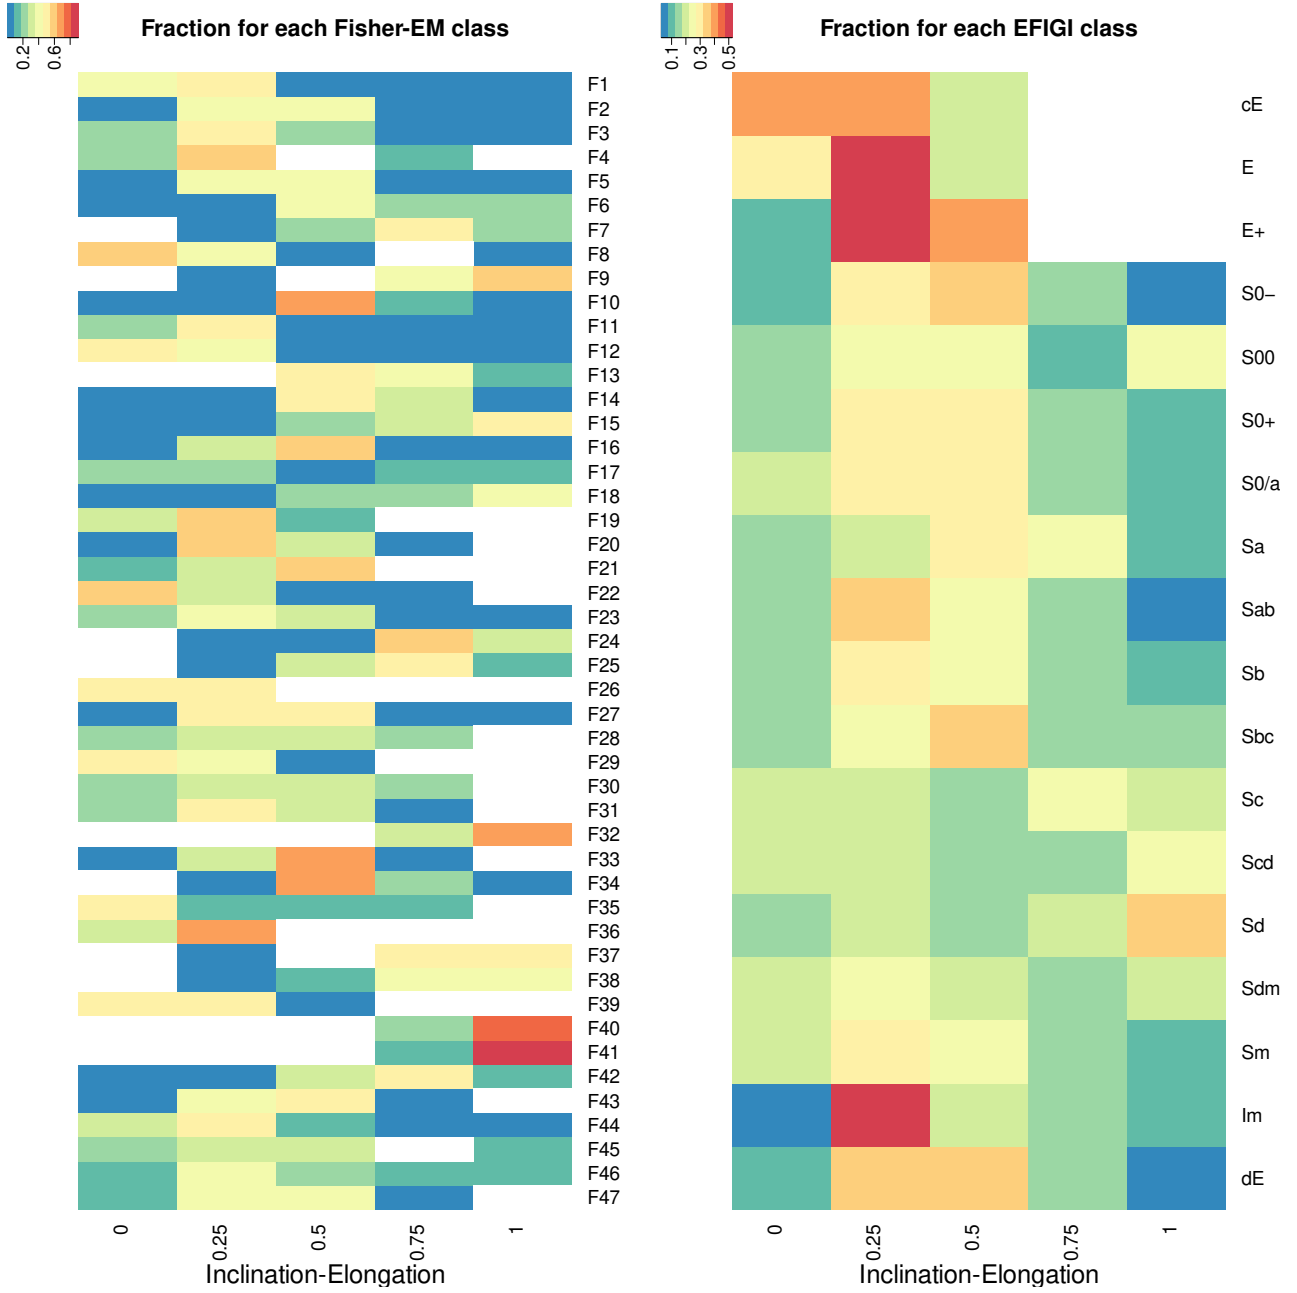 Fraction for each Fisher-EM class
0.2
0.6
F1
F2
F3
F4
F5
F6
F7
F8
F9
F10
F11
F12
F13
F14
F15
F16
F17
F18
F19
F20
F21
F22
F23
F24
F25
F26
F27
F28
F29
F30
F31
F32
F33
F34
F35
F36
F37
F38
F39
F40
F41
F42
F43
F44
F45
F46
F47
0
0.25
0.5
0.75
1
Inclination-Elongation
Fraction for each EFIGI class
0.1
0.3
0.5
cE
E
E+
S0−
S00
S0+
S0/a
Sa
Sab
Sb
Sbc
Sc
Scd
Sd
Sdm
Sm
Im
dE
0
0.25
0.5
0.75
1
Inclination-Elongation